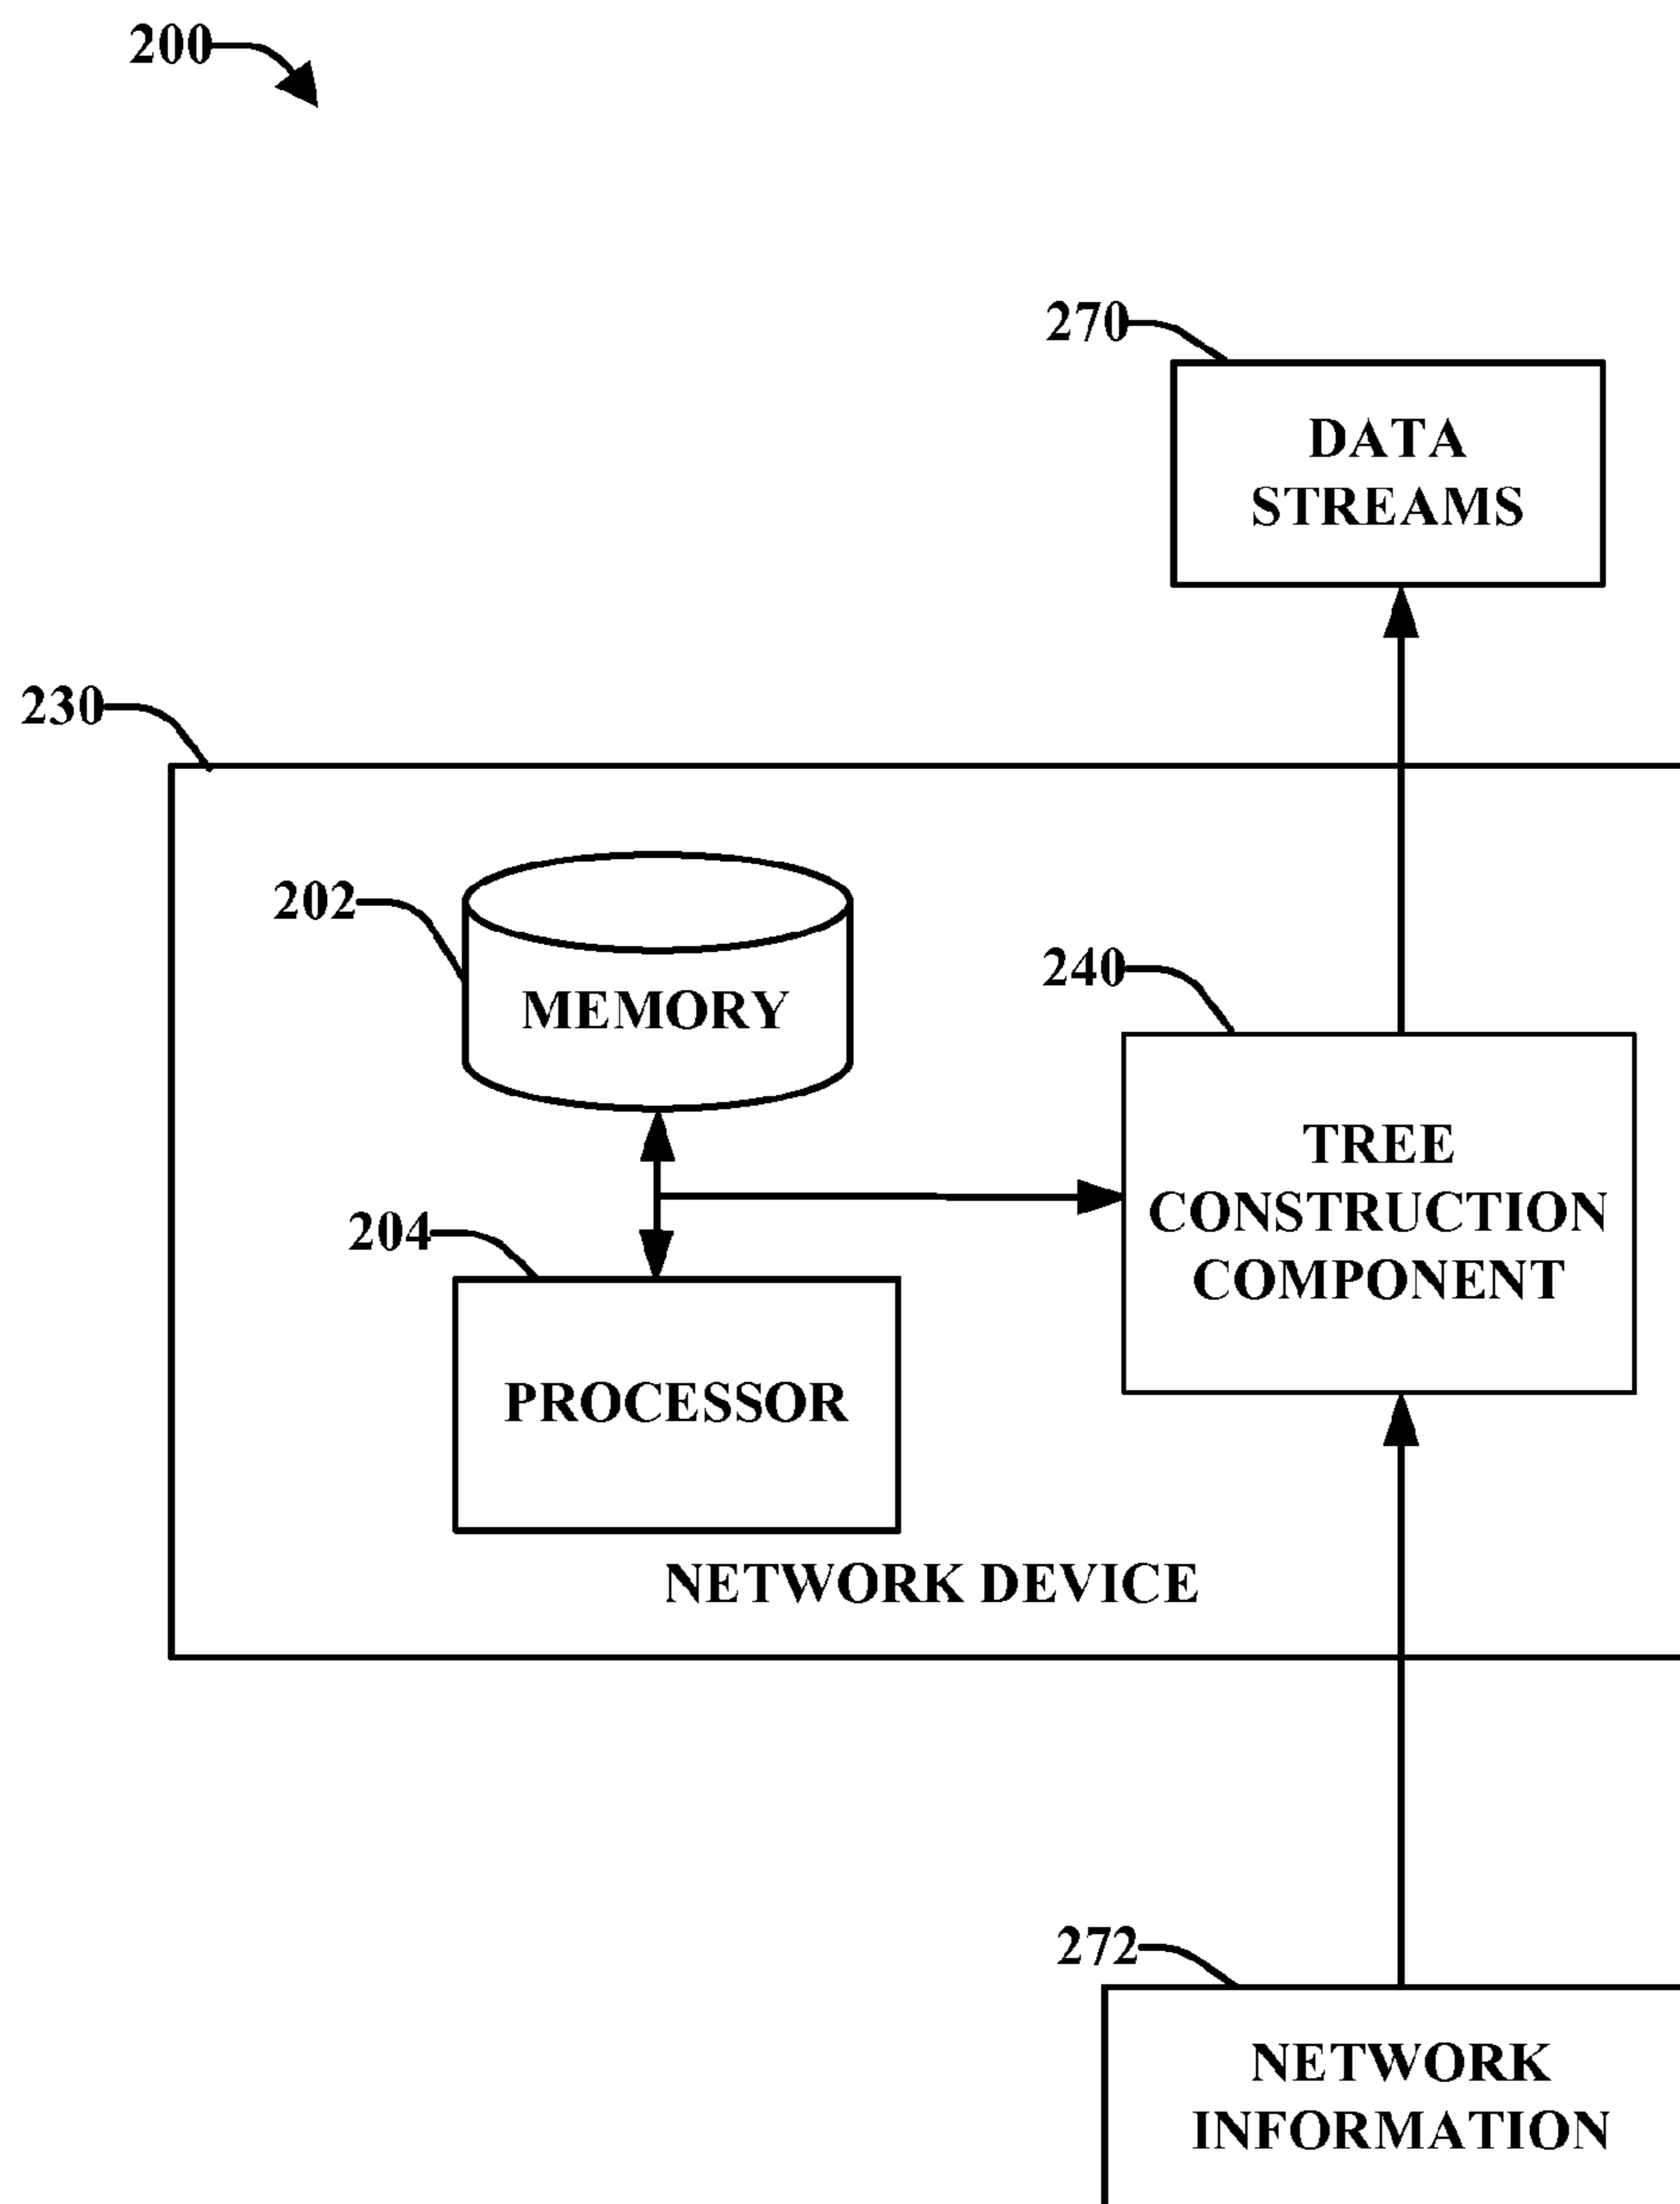 200
270
DATA
STREAMS
230
202
MEMORY
240
TREE
CONSTRUCTION
COMPONENT
204
PROCESSOR
NETWORK DEVICE
272
NETWORK
INFORMATION